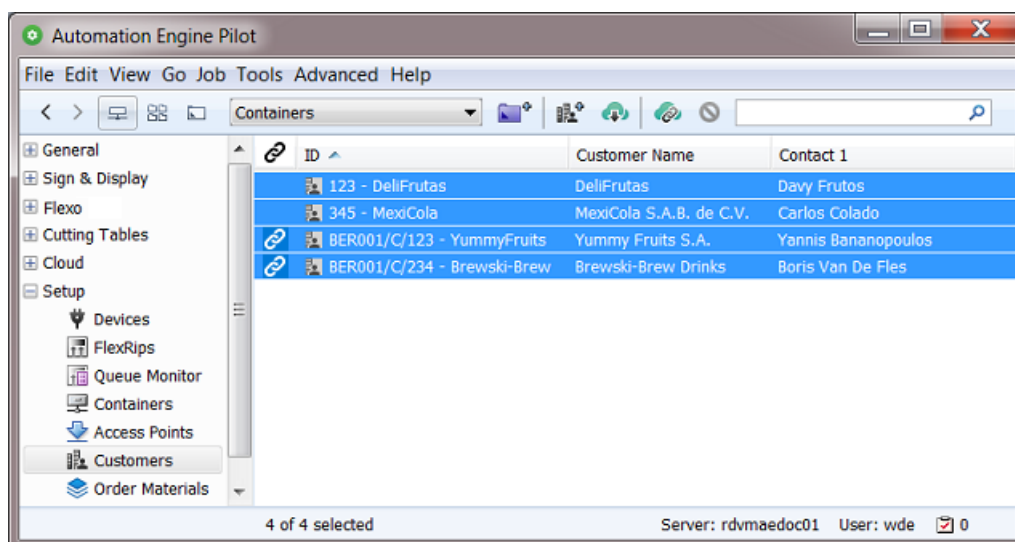 Automation Engine Pilot
File Edit View Go Job Tools Advanced Help
Containers
General
Sign & Display
Flexo
Cutting Tables
Cloud
Setup
Devices
FlexRips
Queue Monitor
Containers
Access Points
Customers
Order Materials
ID Customer Name Contact 1
123 - DeliFrutas DeliFrutas Davy Frutos
345 - MexiCola MexiCola S.A.B. de C.V. Carlos Colado
BER001/C/123 - YummyFruits Yummy Fruits S.A. Yannis Bananopoulos
BER001/C/234 - Brewski-Brew Brewski-Brew Drinks Boris Van De Fles
4 of 4 selected Server: rdvmaedoc01 User: wde 0